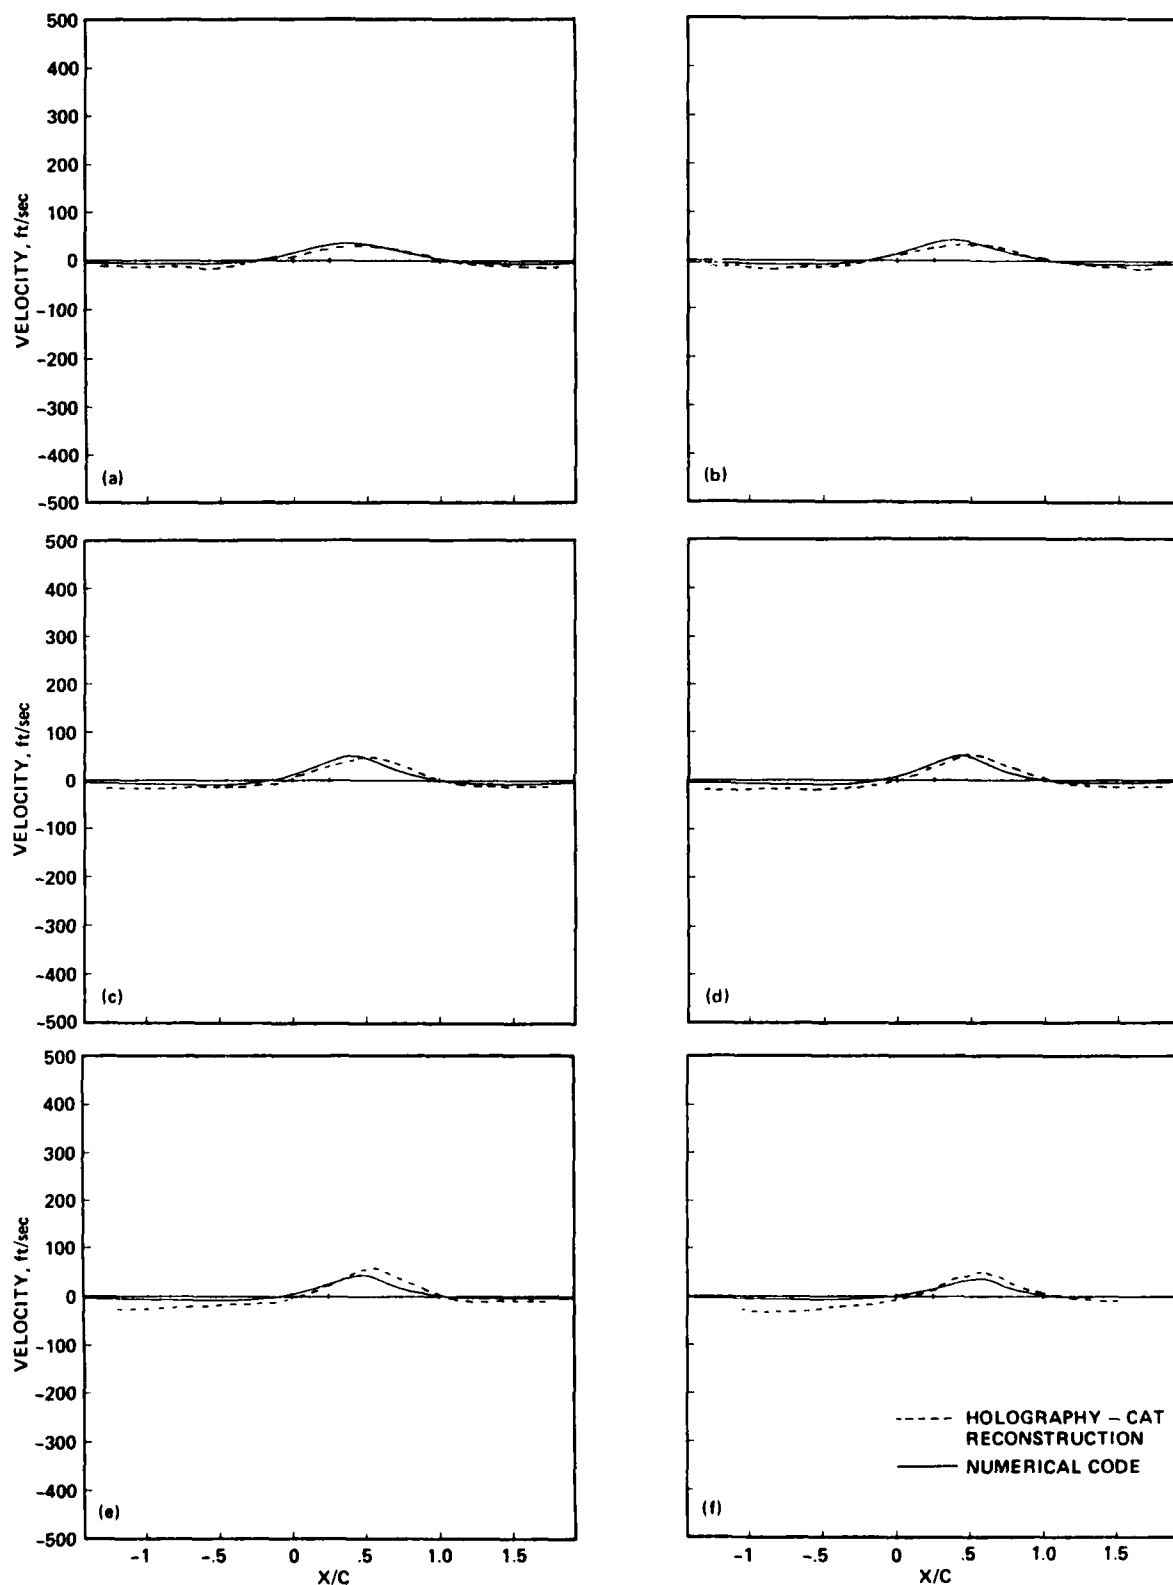 500
400
300
200
100
0
-100
-200
-300
-400
-500
VELOCITY, ft/sec
(a)
(b)
500
400
300
200
100
0
-100
-200
-300
-400
-500
VELOCITY, ft/sec
(c)
(d)
500
400
300
200
100
0
-100
-200
-300
-400
-500
VELOCITY, ft/sec
(e)
-1 -.5 0 .5 1.0 1.5
X/C
HOLOGRAPHY – CAT
RECONSTRUCTION
NUMERICAL CODE
(f)
-1 -.5 0 .5 1.0 1.5
X/C